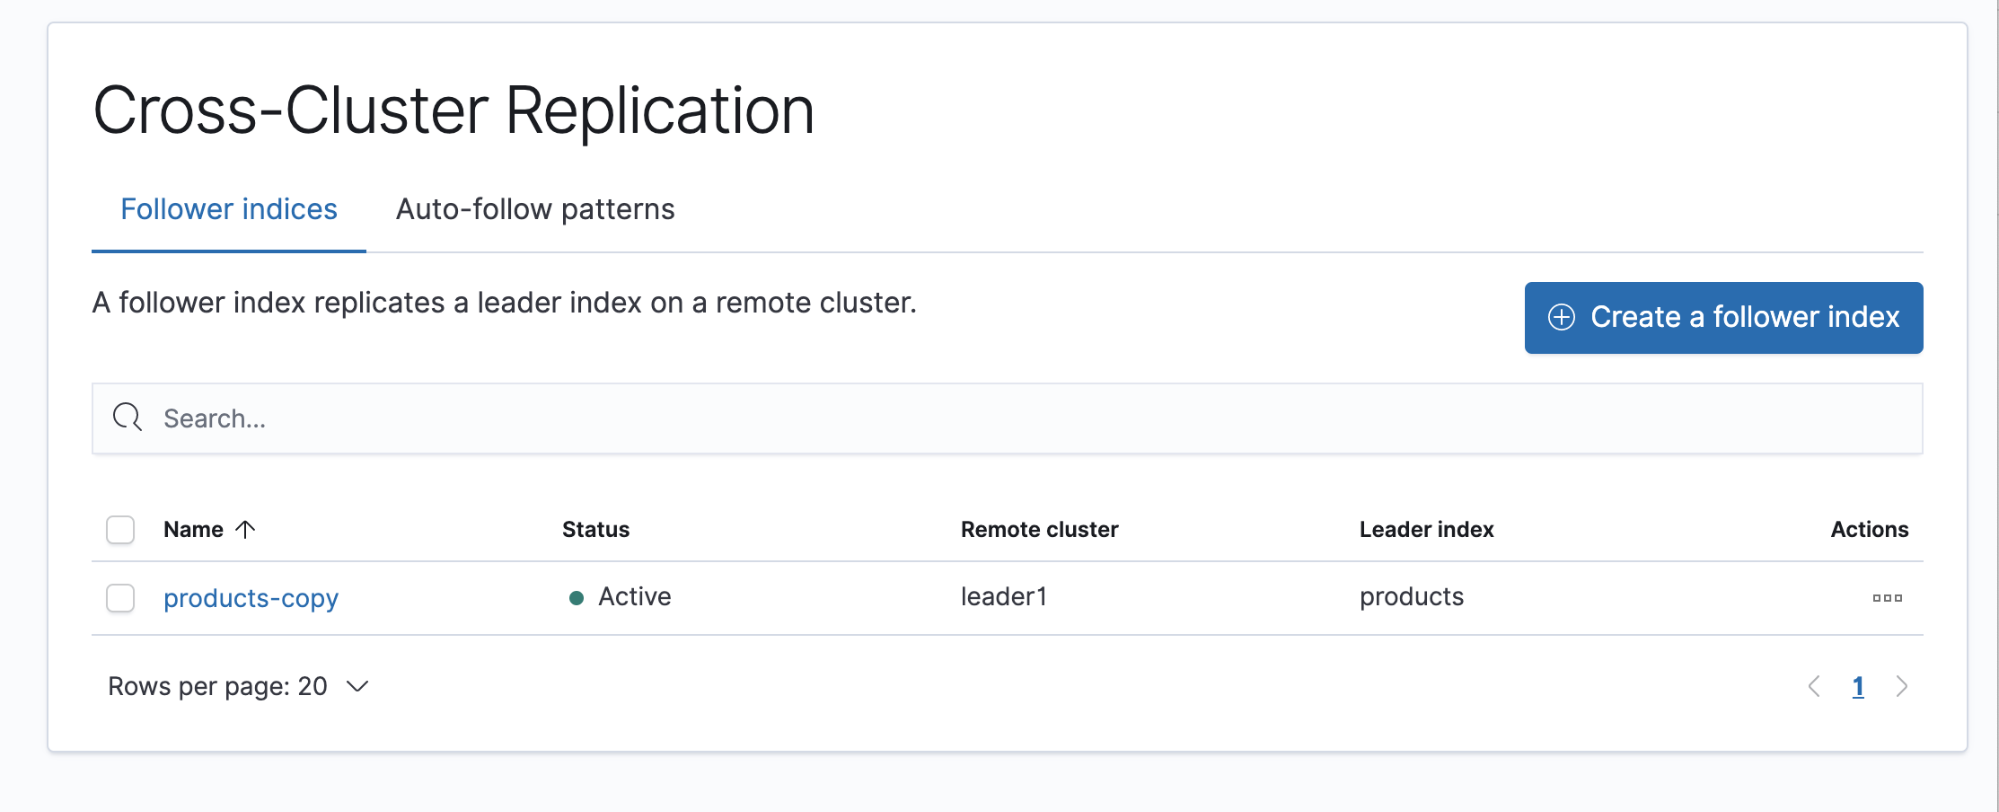 Cross-Cluster Replication
Follower indices Auto-follow patterns
A follower index replicates a leader index on a remote cluster.
Create a follower index
Search...
Name Status Remote cluster Leader index Actions
products-copy Active leader1 products
Rows per page: 20
1